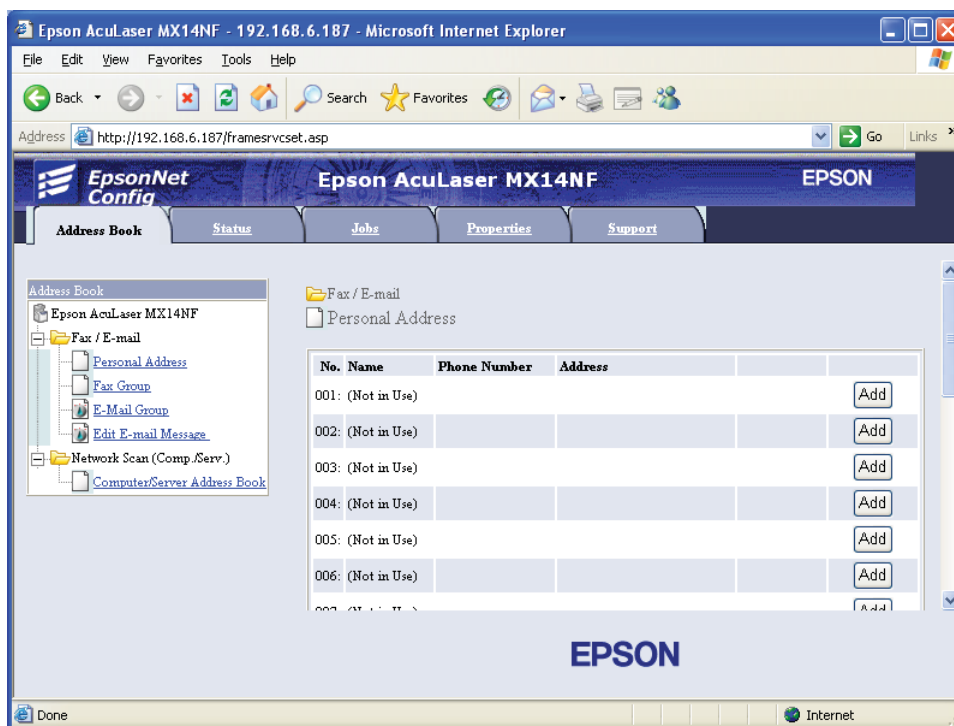 Epson AcuLaser MX14NF - 192.168.6.187 - Microsoft Internet Explorer
File Edit View Favorites Tools Help
Back Search Favorites
Address http://192.168.6.187/framesrvcset.asp Go Links »
EpsonNet Config
Epson AcuLaser MX14NF
EPSON
Address Book Status Jobs Properties Support
Address Book
Epson AcuLaser MX14NF
Fax / E-mail
Personal Address
Fax Group
E-Mail Group
Edit E-mail Message
Network Scan (Comp./Serv.)
Computer/Server Address Book
Fax / E-mail
Personal Address
No. Name Phone Number Address
001: (Not in Use) Add
002: (Not in Use) Add
003: (Not in Use) Add
004: (Not in Use) Add
005: (Not in Use) Add
006: (Not in Use) Add
EPSON
Done Internet